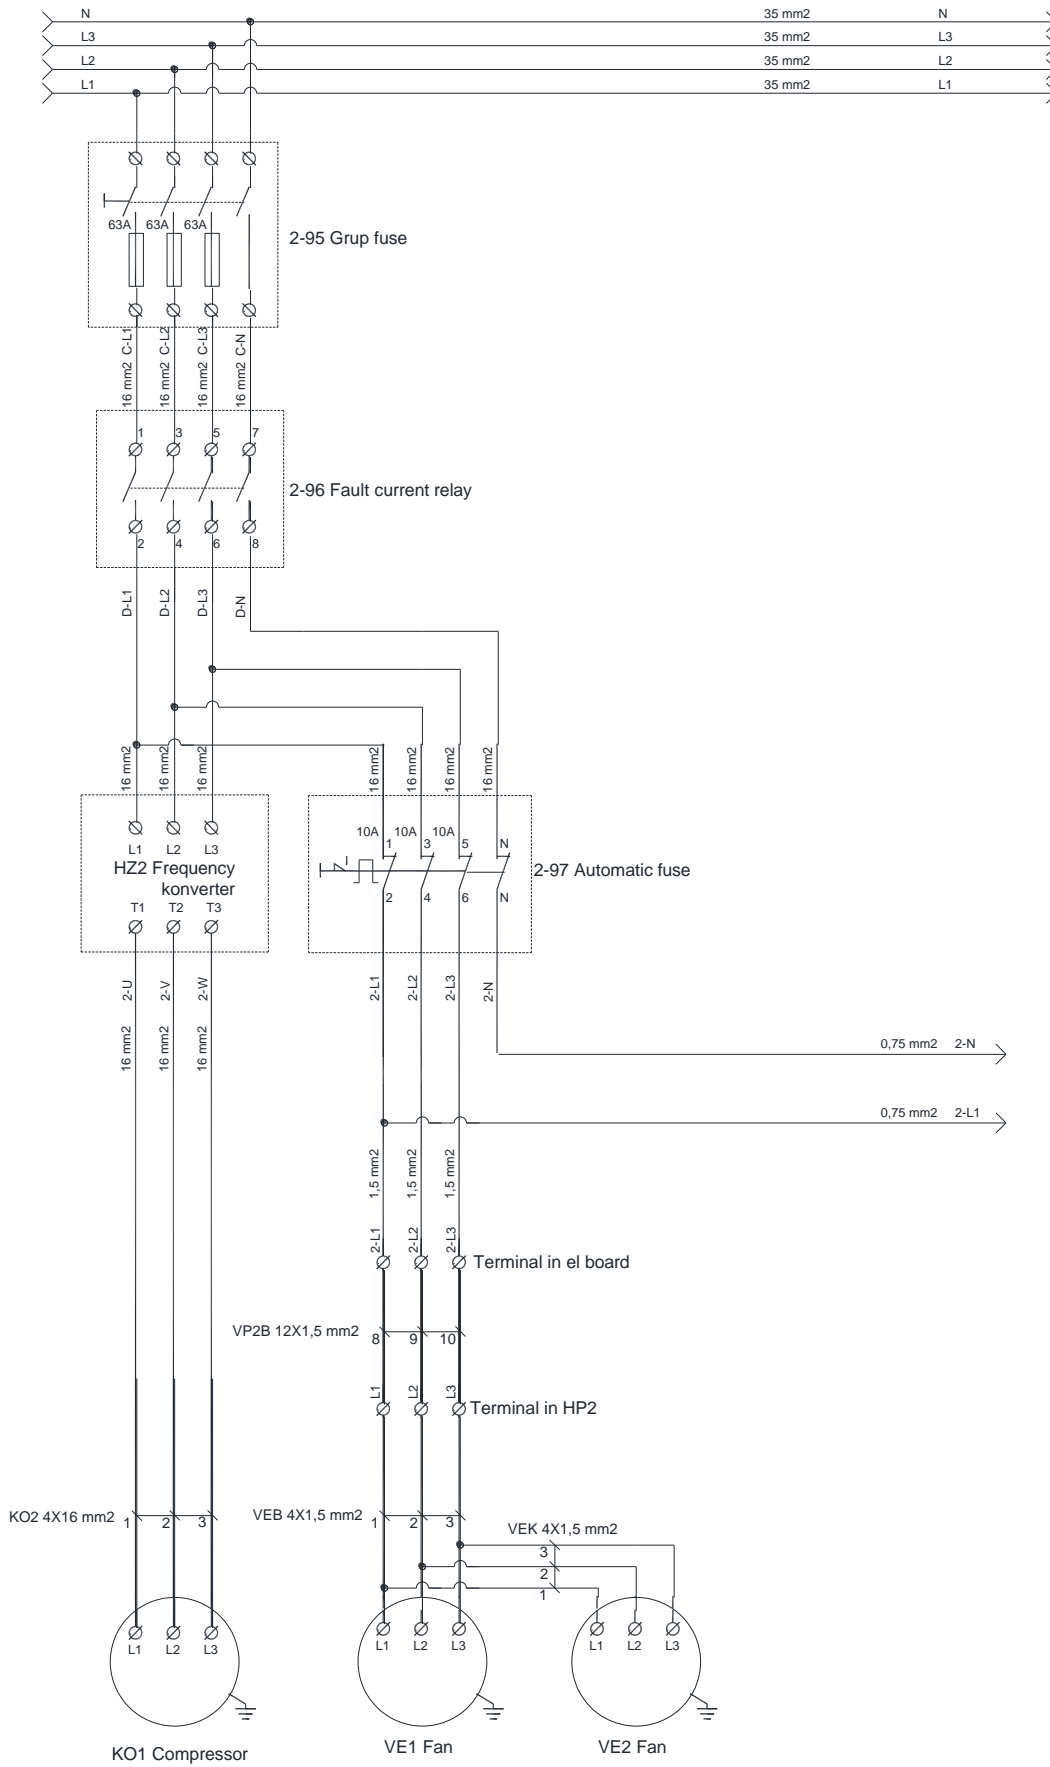 N 35 mm2 N
L3 35 mm2 L3
L2 35 mm2 L2
L1 35 mm2 L1
63A 63A 63A
2-95 Grup fuse
16 mm2 C-L1
16 mm2 C-L2
16 mm2 C-L3
16 mm2 C-N
1 3 5 7
2-96 Fault current relay
2 4 6 8
D-L1
D-L2
D-L3
D-N
16 mm2
16 mm2
16 mm2
16 mm2
16 mm2
16 mm2
16 mm2
10A 10A 10A
1 3 5 N
L1 L2 L3
HZ2 Frequency
konverter
2-97 Automatic fuse
2 4 6 N
T1 T2 T3
2-U
2-V
2-W
2-L1
2-L2
2-L3
2-N
16 mm2
16 mm2
16 mm2
0,75 mm2 2-N
0,75 mm2 2-L1
1,5 mm2
1,5 mm2
1,5 mm2
2-L1
2-L2
2-L3
Terminal in el board
VP2B 12X1,5 mm2
8 9 10
L1
L2
L3
Terminal in HP2
KO2 4X16 mm2
1 2 3
VEB 4X1,5 mm2
1 2 3
VEK 4X1,5 mm2
3
2
1
L1 L2 L3
L1 L2 L3
L1 L2 L3
KO1 Compressor
VE1 Fan
VE2 Fan